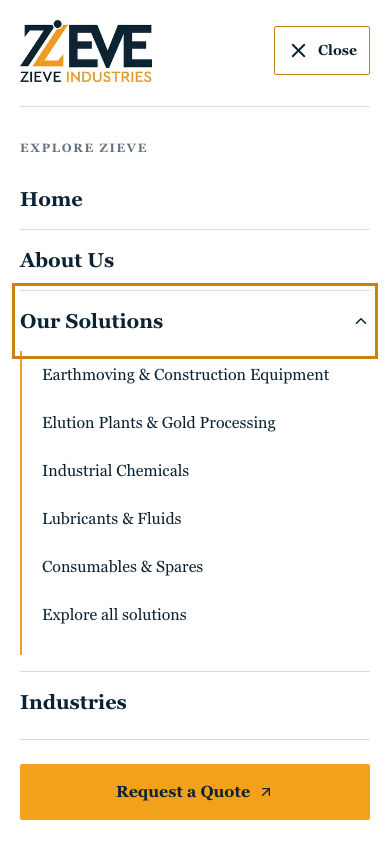 ZIEVE
ZIEVE INDUSTRIES
Close
EXPLORE ZIEVE
Home
About Us
Our Solutions
Earthmoving & Construction Equipment
Elution Plants & Gold Processing
Industrial Chemicals
Lubricants & Fluids
Consumables & Spares
Explore all solutions
Industries
Request a Quote